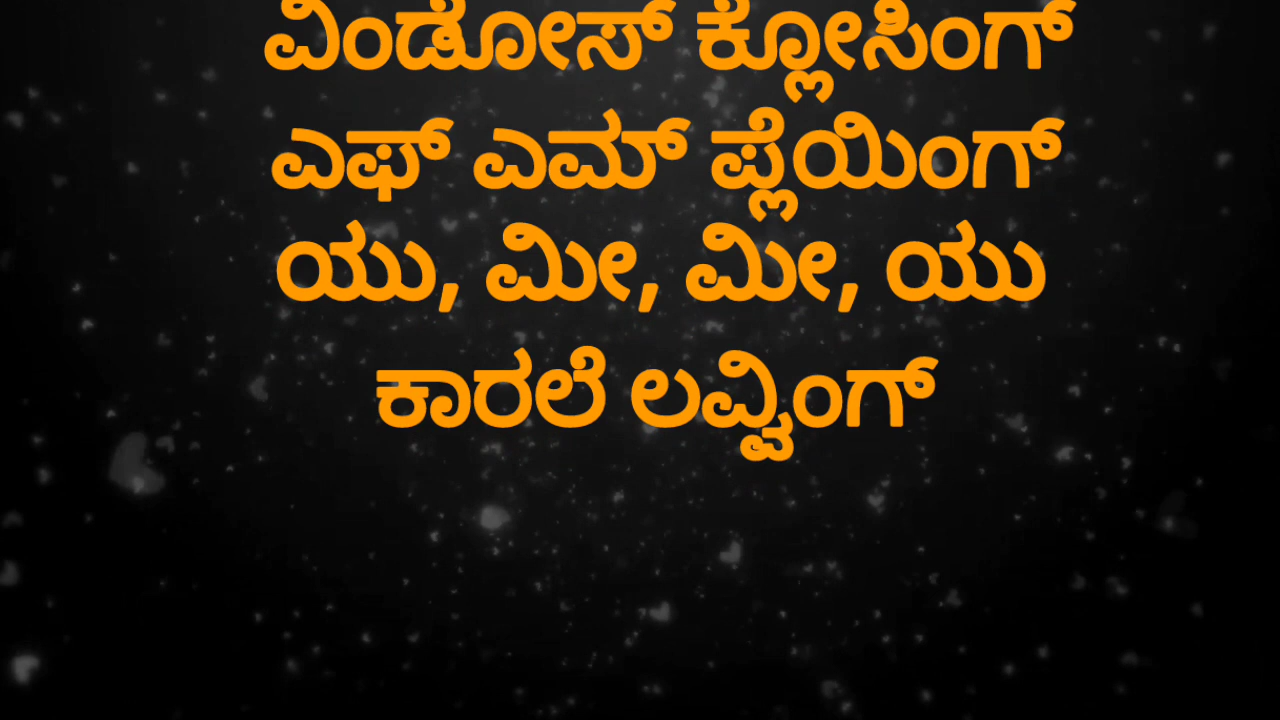 ವಿಂಡೋಸ್ ಕ್ಲೋಸಿಂಗ್
ಎಫ್ ಎಮ್ ಪ್ಲೆಯಿಂಗ್
ಯು, ಮೀ, ಮೀ, ಯು
ಕಾರಲೆ ಲವ್ವಿಂಗ್